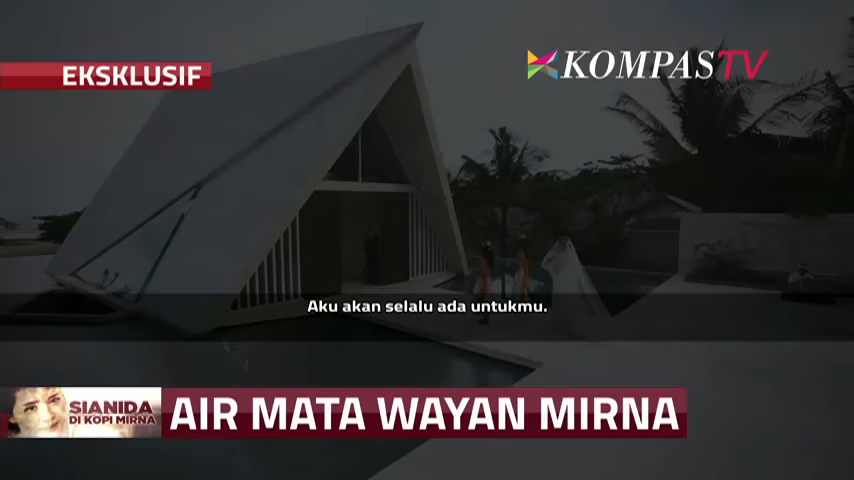 EKSKLUSIF
KOMPASTV
Aku akan selalu ada untukmu.
SIANIDA
DI KOPI MIRNA
AIR MATA WAYAN MIRNA